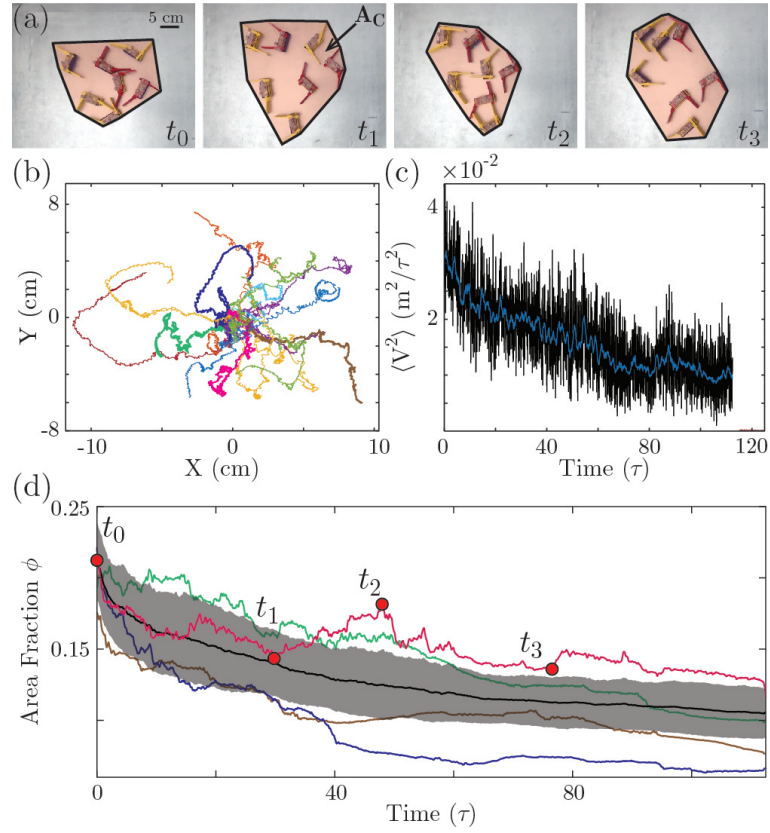 (a)
5 cm
A_C
t_0
t_1
t_2
t_3
(b)
8
0
-8
Y (cm)
-10
0
10
X (cm)
(c)
×10^-2
4
2
⟨V^2⟩ (m^2/τ^2)
0
40
80
120
Time (τ)
(d)
0.25
0.15
Area Fraction ϕ
t_0
t_1
t_2
t_3
0
40
80
Time (τ)